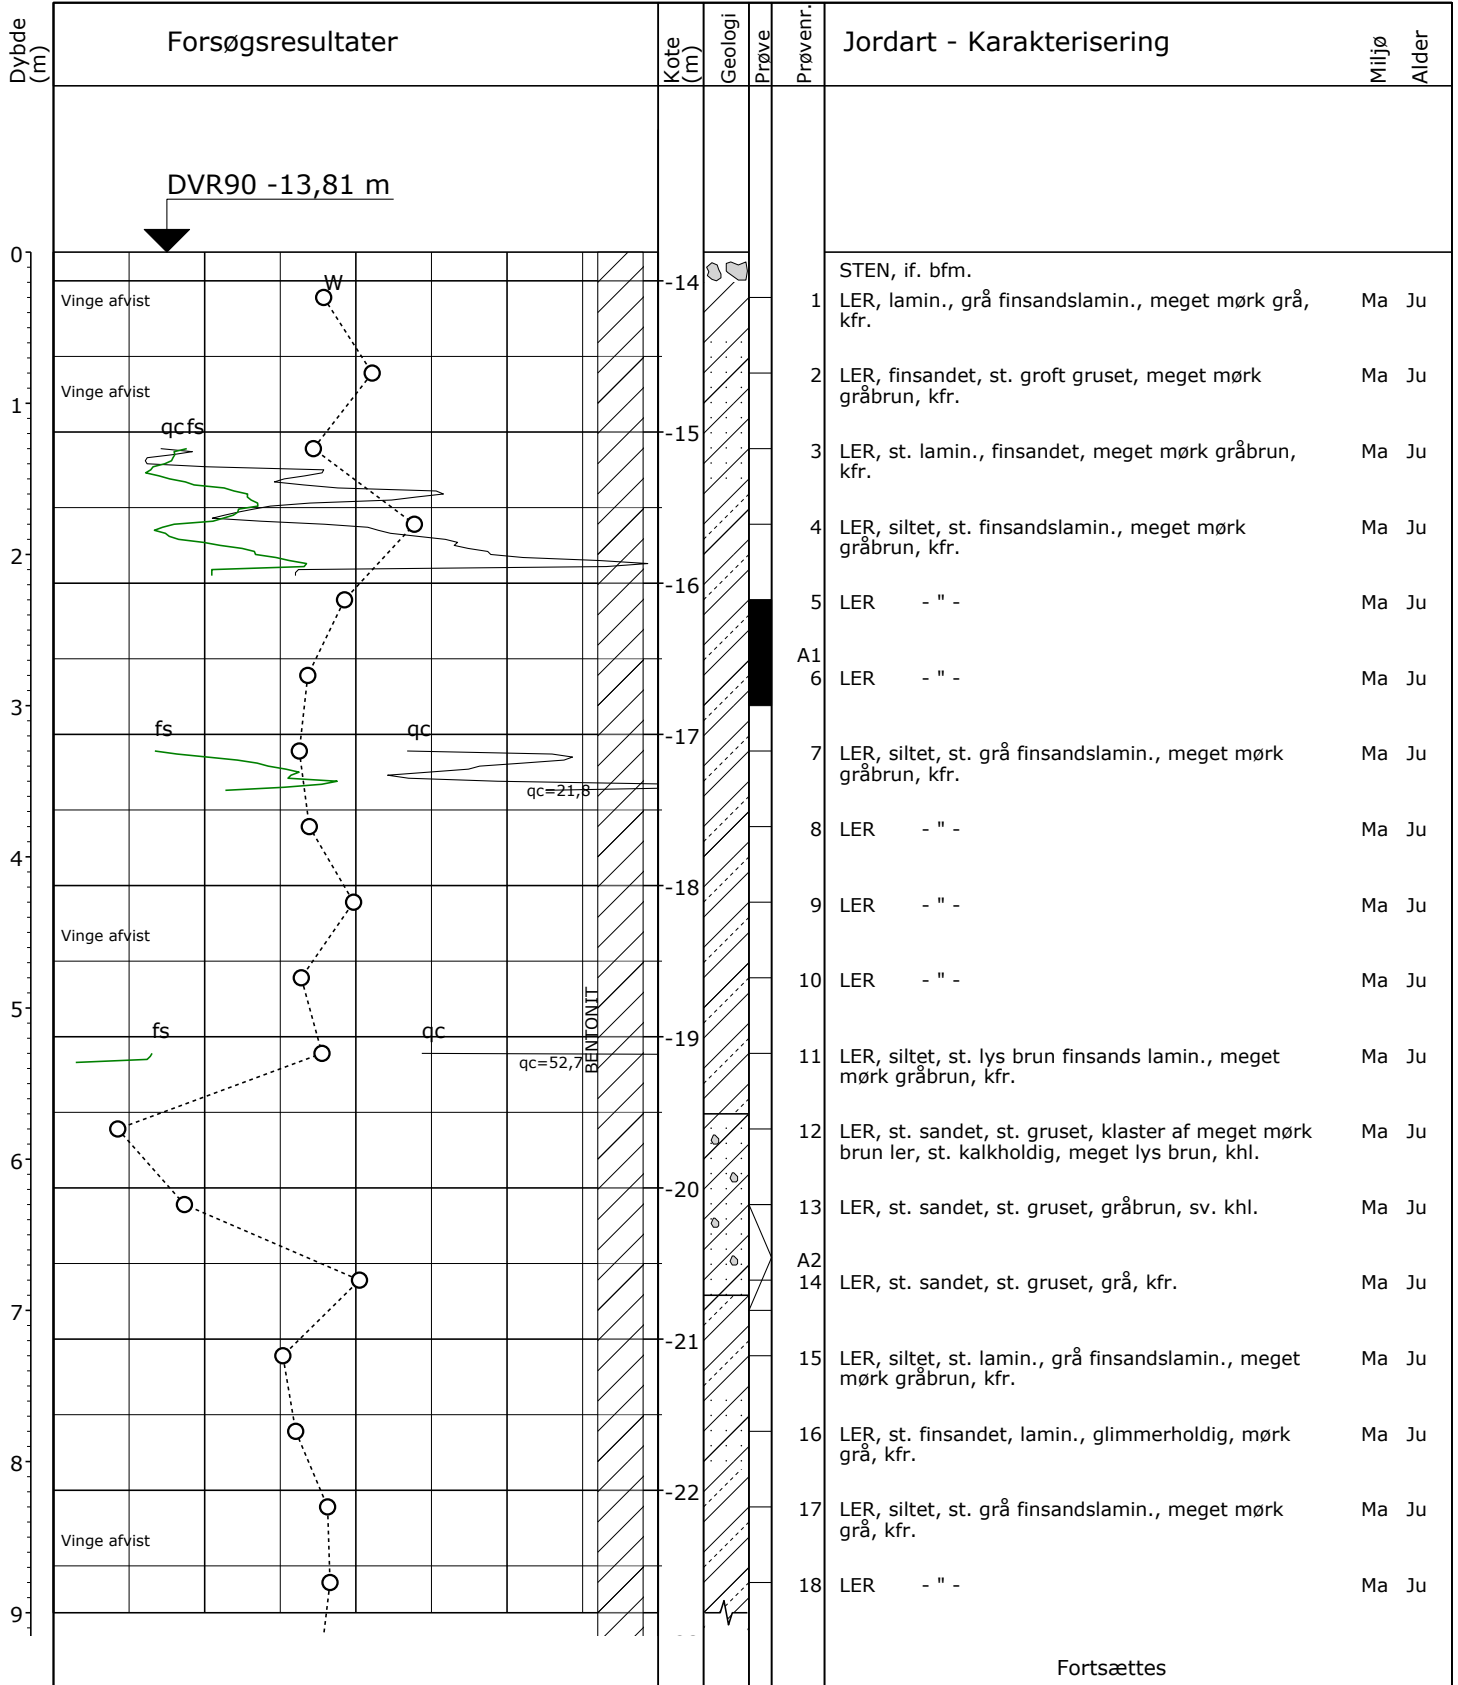 Dybde (m)
Forsøgsresultater
Kote (m)
Geologi
Prøve
Prøvenr.
Jordart - Karakterisering
Miljø
Alder
DVR90 -13,81 m
0
STEN, if. bfm.
W
-14
Vinge afvist
1 LER, lamin., grå finsandslamin., meget mørk grå, Ma Ju
kfr.
2 LER, finsandet, st. groft gruset, meget mørk Ma Ju
gråbrun, kfr.
Vinge afvist
1
qc fs
-15
3 LER, st. lamin., finsandet, meget mørk gråbrun, Ma Ju
kfr.
4 LER, siltet, st. finsandslamin., meget mørk Ma Ju
gråbrun, kfr.
2
-16
5 LER - " - Ma Ju
A1
6 LER - " - Ma Ju
3
fs
qc
-17
7 LER, siltet, st. grå finsandslamin., meget mørk Ma Ju
gråbrun, kfr.
qc=21,8
8 LER - " - Ma Ju
4
-18
9 LER - " - Ma Ju
Vinge afvist
10 LER - " - Ma Ju
5
BENTONIT
fs
qc
-19
qc=52,7
11 LER, siltet, st. lys brun finsands lamin., meget Ma Ju
mørk gråbrun, kfr.
12 LER, st. sandet, st. gruset, klaster af meget mørk Ma Ju
brun ler, st. kalkholdig, meget lys brun, khl.
6
-20
13 LER, st. sandet, st. gruset, gråbrun, sv. khl. Ma Ju
A2
14 LER, st. sandet, st. gruset, grå, kfr. Ma Ju
7
-21
15 LER, siltet, st. lamin., grå finsandslamin., meget Ma Ju
mørk gråbrun, kfr.
16 LER, st. finsandet, lamin., glimmerholdig, mørk Ma Ju
grå, kfr.
8
-22
17 LER, siltet, st. grå finsandslamin., meget mørk Ma Ju
grå, kfr.
Vinge afvist
18 LER - " - Ma Ju
9
Fortsættes